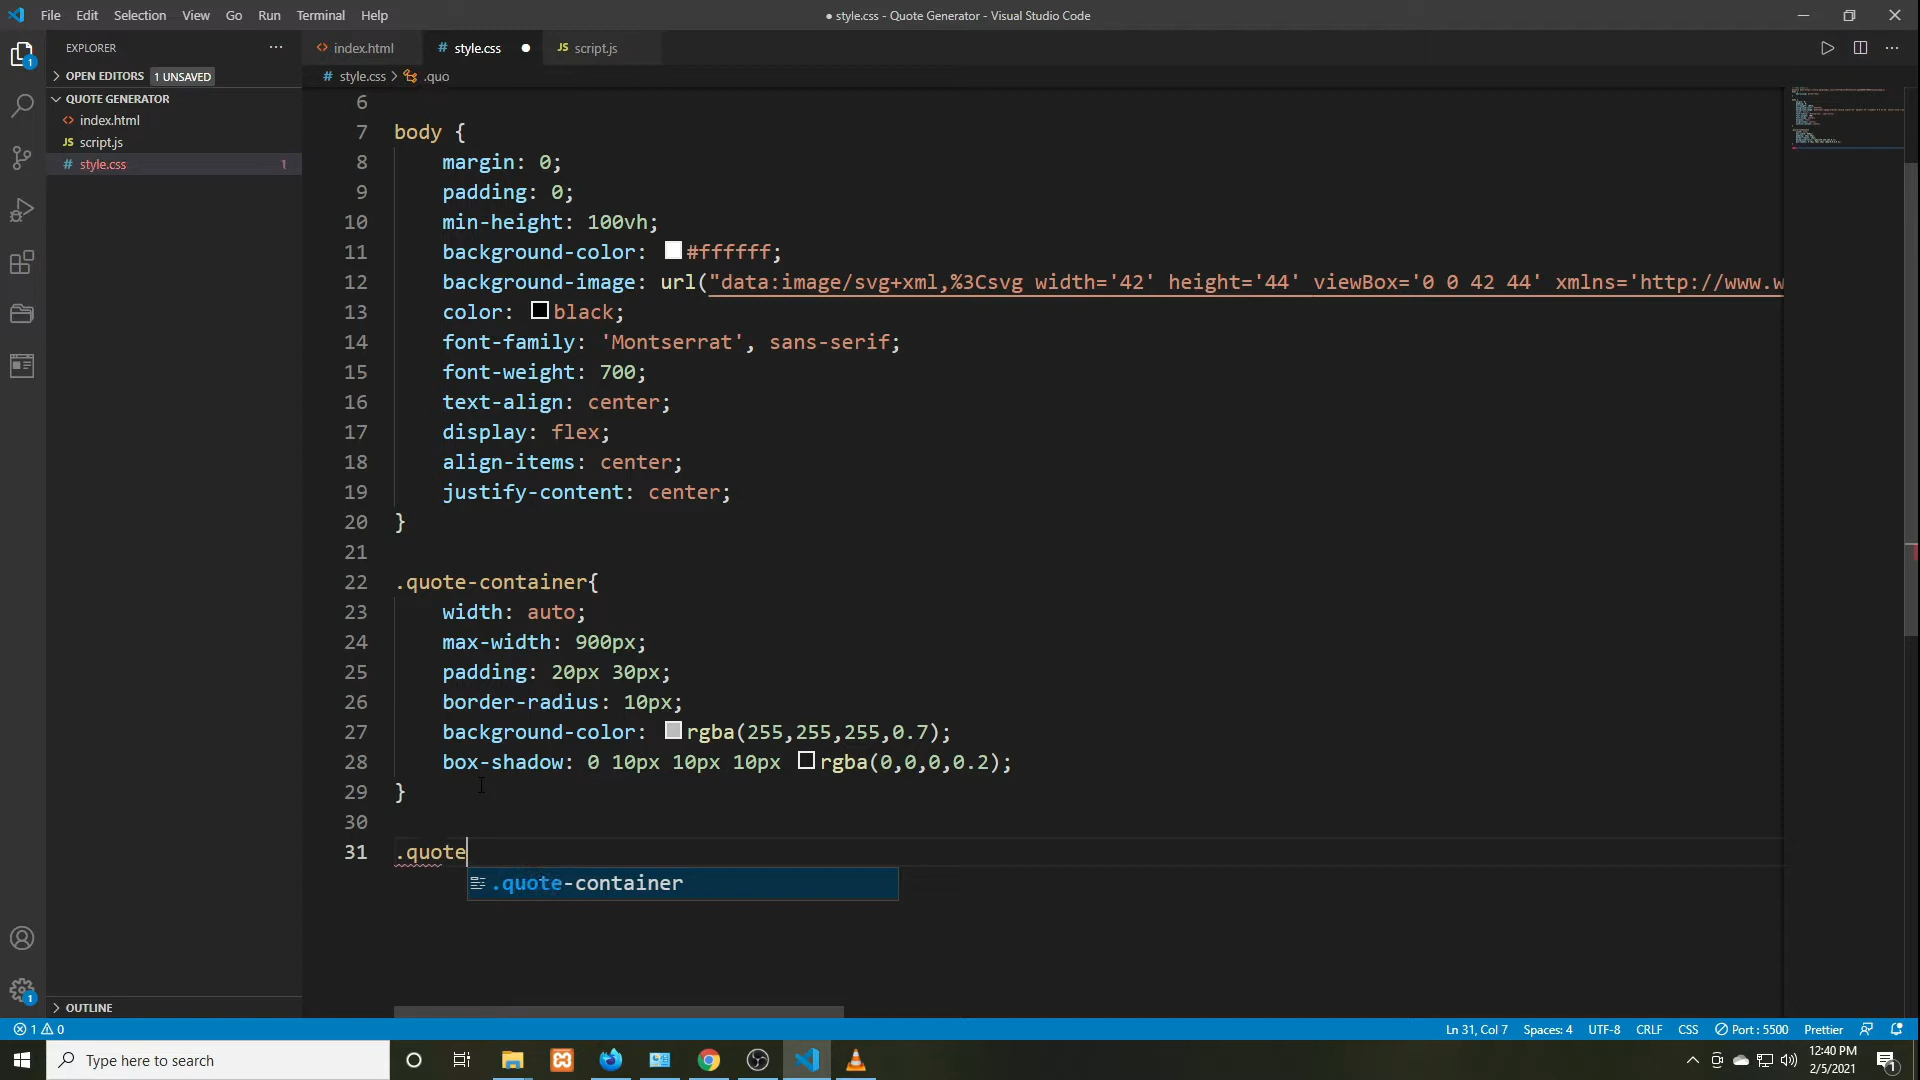 File Edit Selection View Go Run Terminal Help
● style.css - Quote Generator - Visual Studio Code
EXPLORER ...
index.html
# style.css ●
JS script.js
OPEN EDITORS 1 UNSAVED
# style.css > .quo
QUOTE GENERATOR
index.html
JS script.js
# style.css 1
6
7 body {
8 margin: 0;
9 padding: 0;
10 min-height: 100vh;
11 background-color: #ffffff;
12 background-image: url("data:image/svg+xml,%3Csvg width='42' height='44' viewBox='0 0 42 44' xmlns='http://www.w
13 color: black;
14 font-family: 'Montserrat', sans-serif;
15 font-weight: 700;
16 text-align: center;
17 display: flex;
18 align-items: center;
19 justify-content: center;
20 }
21
22 .quote-container{
23 width: auto;
24 max-width: 900px;
25 padding: 20px 30px;
26 border-radius: 10px;
27 background-color: rgba(255,255,255,0.7);
28 box-shadow: 0 10px 10px 10px rgba(0,0,0,0.2);
29 }
30
31 .quote
.quote-container
OUTLINE
1 0
Ln 31, Col 7 Spaces: 4 UTF-8 CRLF CSS Port : 5500 Prettier
Type here to search
12:40 PM
2/5/2021
1